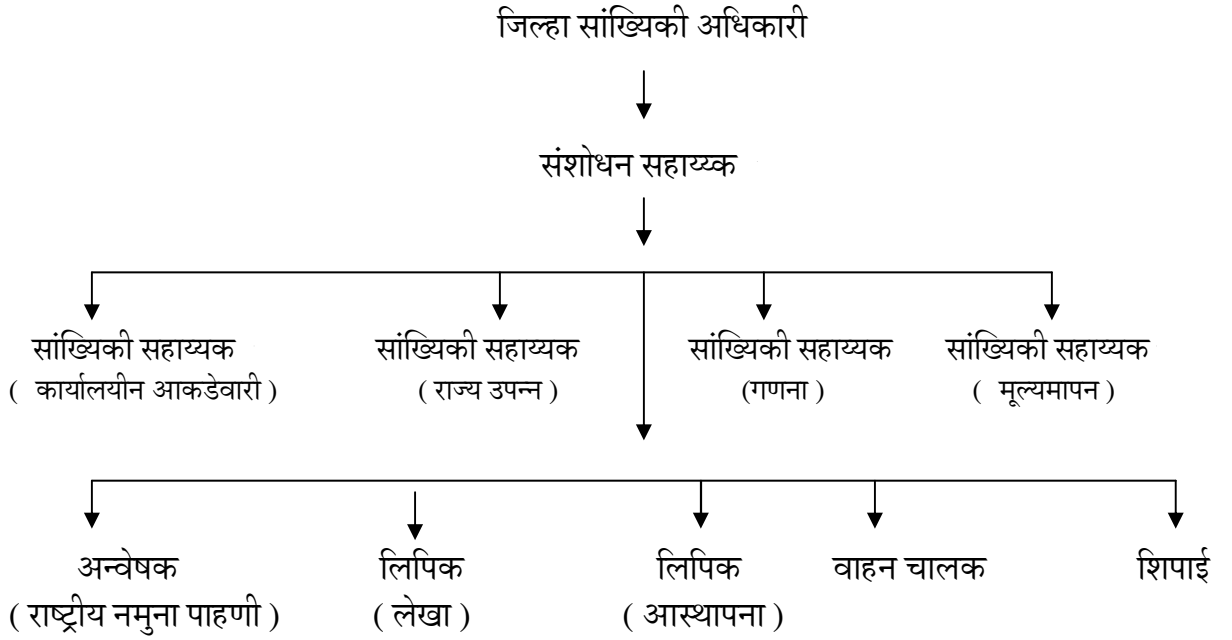 जिल्हा सांख्यिकी अधिकारी
संशोधन सहाय्य्क
सांख्यिकी सहाय्यक सांख्यिकी सहाय्यक सांख्यिकी सहाय्यक सांख्यिकी सहाय्यक
( कार्यालयीन आकडेवारी ) ( राज्य उपन्न ) (गणना ) ( मूल्यमापन )
अन्वेषक लिपिक लिपिक वाहन चालक शिपाई
( राष्ट्रीय नमुना पाहणी ) ( लेखा ) ( आस्थापना )